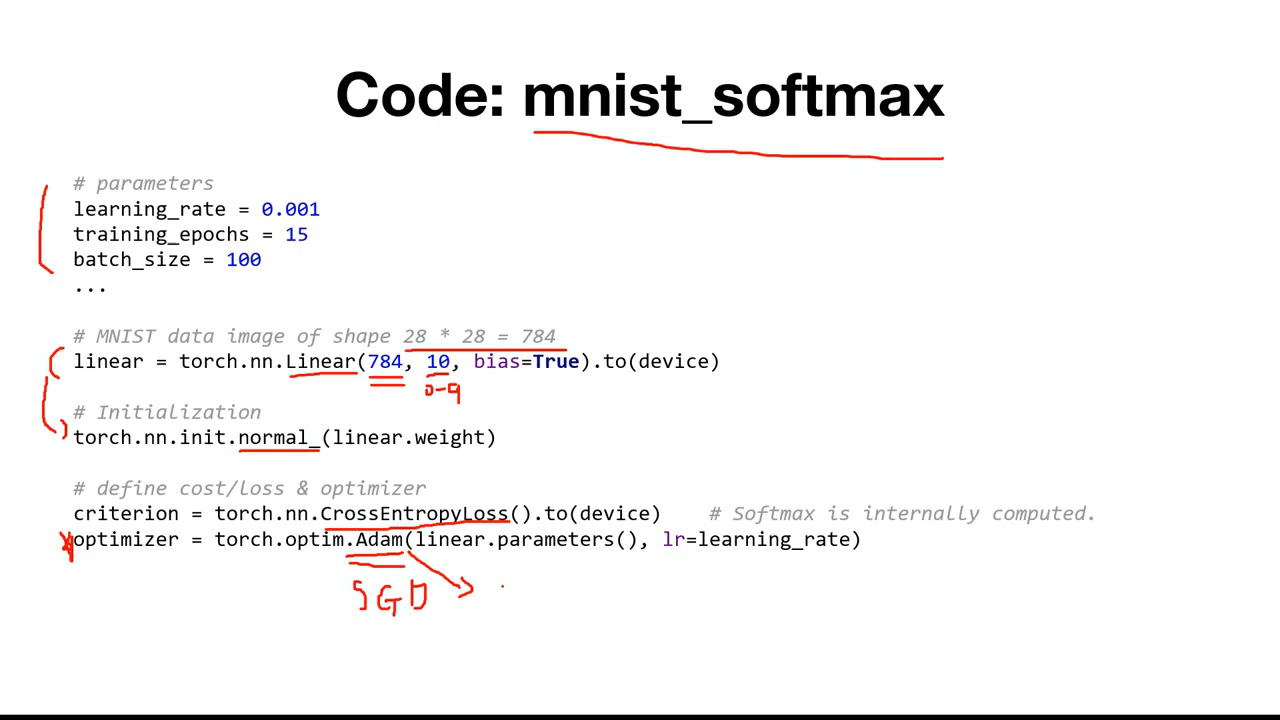 Code: mnist_softmax
# parameters
learning_rate = 0.001
training_epochs = 15
batch_size = 100
...
# MNIST data image of shape 28 * 28 = 784
linear = torch.nn.Linear(784, 10, bias=True).to(device)
0-9
# Initialization
torch.nn.init.normal_(linear.weight)
# define cost/loss & optimizer
criterion = torch.nn.CrossEntropyLoss().to(device)    # Softmax is internally computed.
optimizer = torch.optim.Adam(linear.parameters(), lr=learning_rate)
SGD